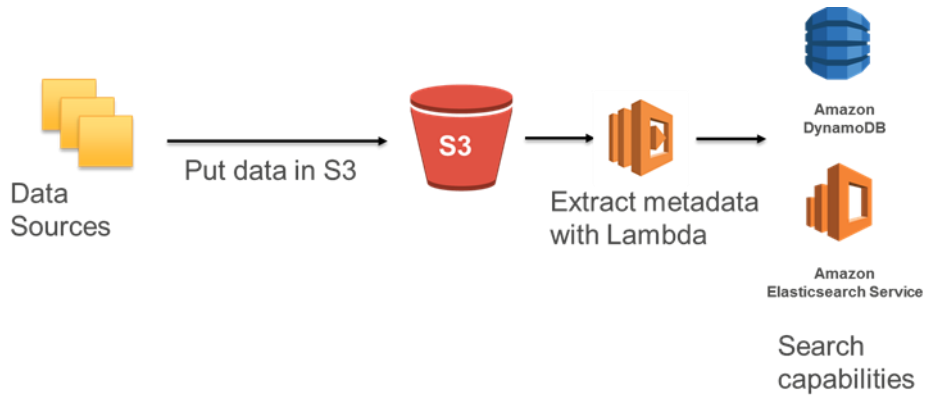 Data
Sources
Put data in S3
S3
Extract metadata
with Lambda
Amazon
DynamoDB
Amazon
Elasticsearch Service
Search
capabilities